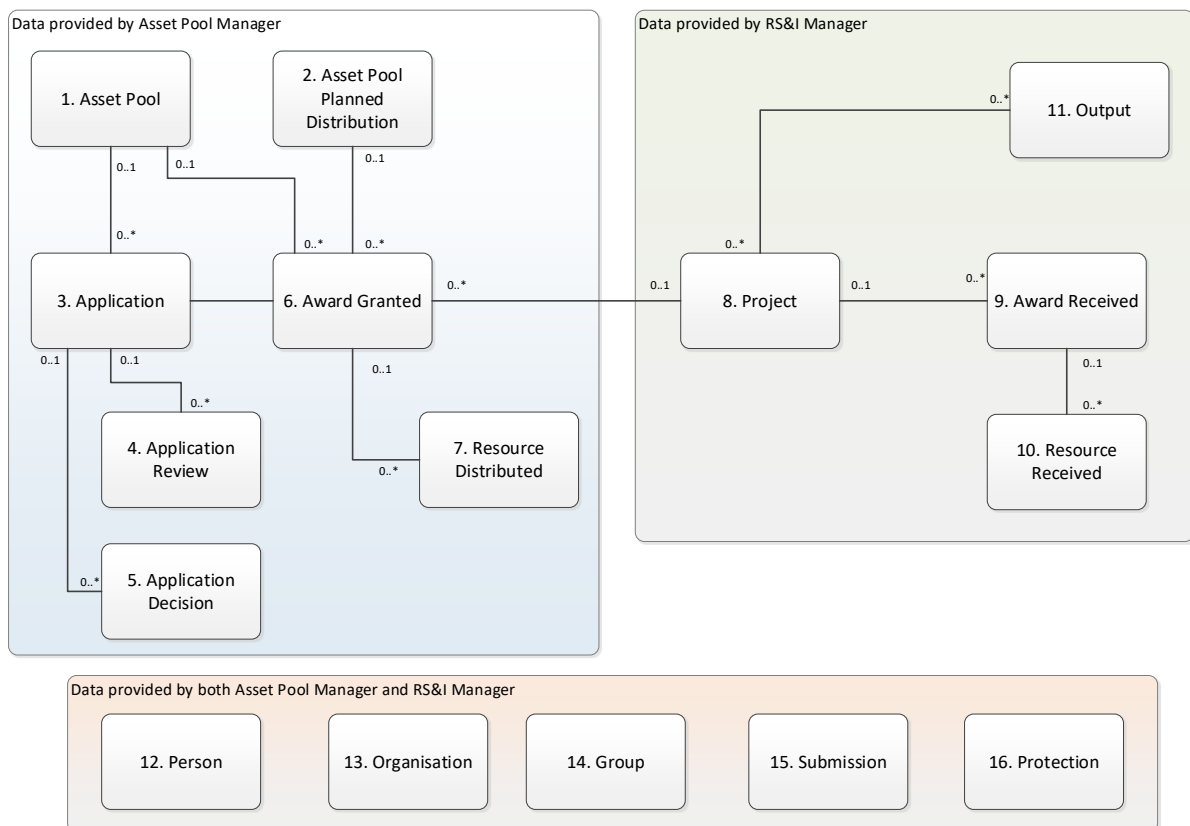 Data provided by Asset Pool Manager
1. Asset Pool
2. Asset Pool
Planned
Distribution
0..1
0..1
0..1
0..*
0..*
0..*
3. Application
6. Award Granted
0..*
0..1
0..1
0..1
0..*
4. Application
Review
7. Resource
Distributed
0..*
5. Application
Decision
0..*
Data provided by RS&I Manager
11. Output
0..*
0..*
0..1
8. Project
0..1
0..*
9. Award Received
0..1
0..*
10. Resource
Received
Data provided by both Asset Pool Manager and RS&I Manager
12. Person
13. Organisation
14. Group
15. Submission
16. Protection